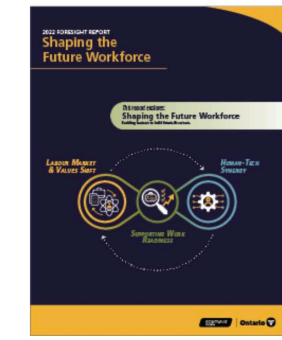 2022 FORESIGHT REPORT
Shaping the
Future Workforce
This report explores:
Shaping the Future Workforce
LABOUR MARKET
& VALUES SHIFT
HUMAN-TECH
SYNERGY
SUPPORTING WORK
READINESS
Ontario